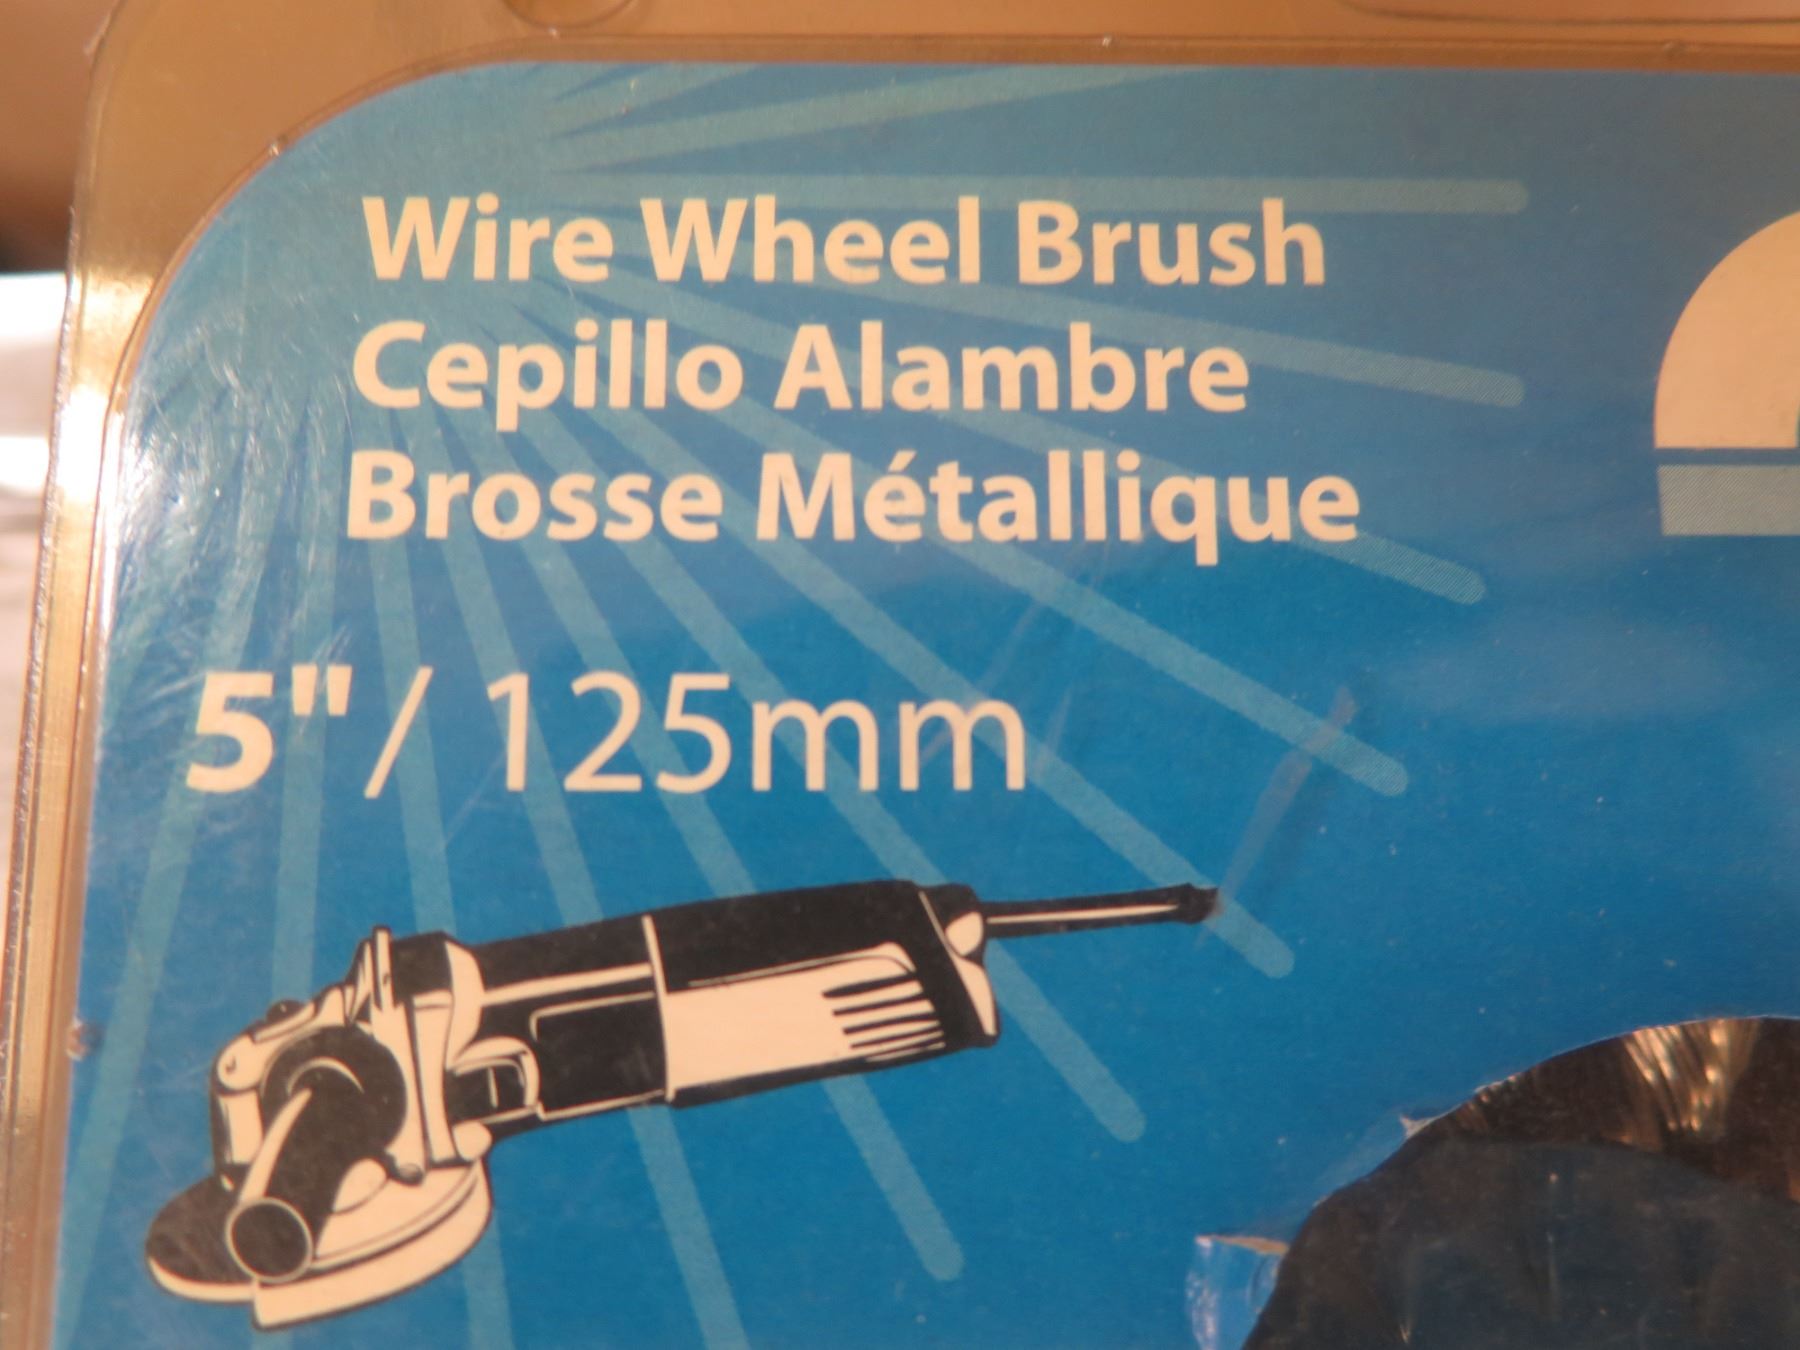 Wire Wheel Brush
Cepillo Alambre
Brosse Métallique
5" / 125mm